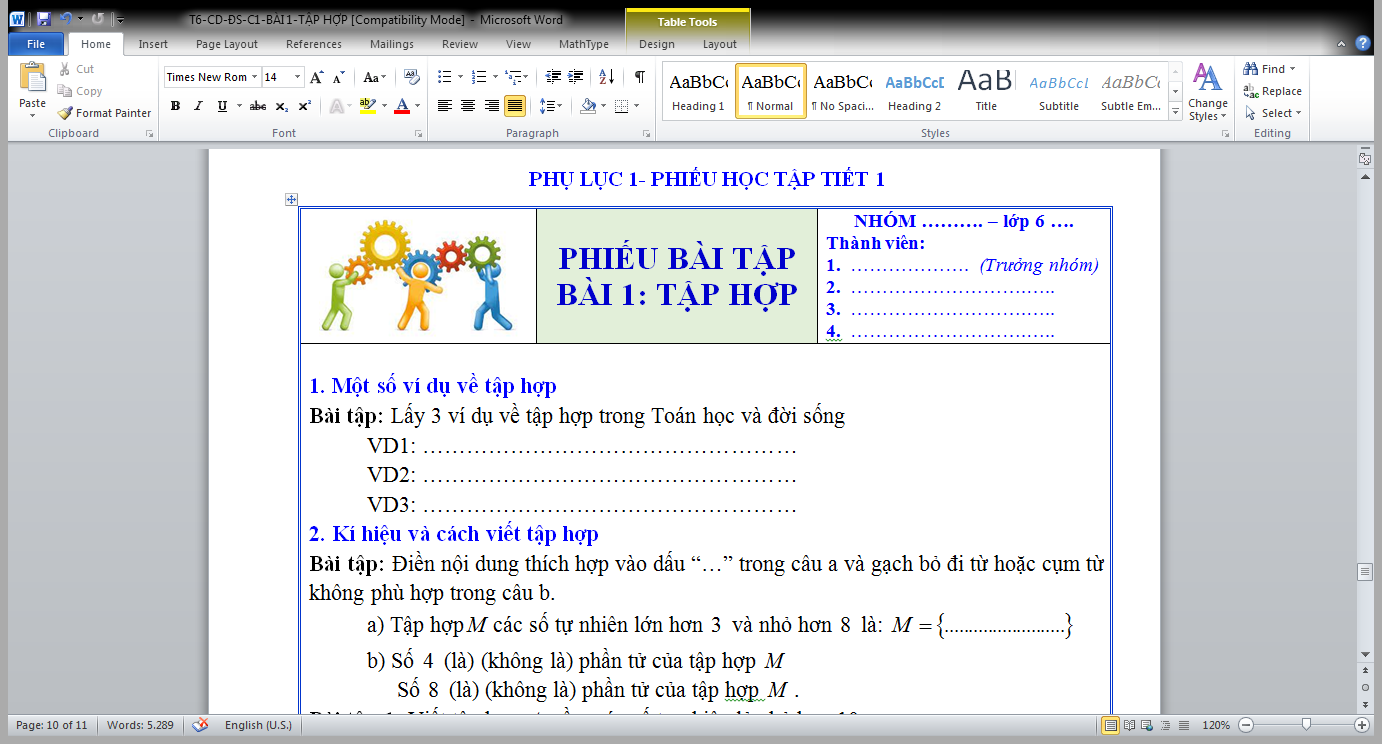 T6-CD-ĐS-C1-BÀI 1-TẬP HỢP [Compatibility Mode] - Microsoft Word
Table Tools
File Home Insert Page Layout References Mailings Review View MathType Design Layout
Paste
Cut
Copy
Format Painter
Clipboard
Times New Rom 14
Font
Paragraph
AaBbCc AaBbCc AaBbCc AaBbCcD AaB AaBbCcL AaBbCcL
Heading 1 ¶ Normal ¶ No Spaci... Heading 2 Title Subtitle Subtle Em...
Styles
Change Styles
Find
Replace
Select
Editing
PHỤ LỤC 1- PHIẾU HỌC TẬP TIẾT 1
PHIẾU BÀI TẬP
BÀI 1: TẬP HỢP
NHÓM ………. – lớp 6 ….
Thành viên:
1. ………………. (Trưởng nhóm)
2. …………………………..
3. …………………………..
4. …………………………..
1. Một số ví dụ về tập hợp
Bài tập: Lấy 3 ví dụ về tập hợp trong Toán học và đời sống
VD1: ……………………………………………
VD2: ……………………………………………
VD3: ……………………………………………
2. Kí hiệu và cách viết tập hợp
Bài tập: Điền nội dung thích hợp vào dấu “…” trong câu a và gạch bỏ đi từ hoặc cụm từ
không phù hợp trong câu b.
a) Tập hợp M các số tự nhiên lớn hơn 3 và nhỏ hơn 8 là: M = {.........................}
b) Số 4 (là) (không là) phần tử của tập hợp M
Số 8 (là) (không là) phần tử của tập hợp M .
Page: 10 of 11 Words: 5.289 English (U.S.) 120%